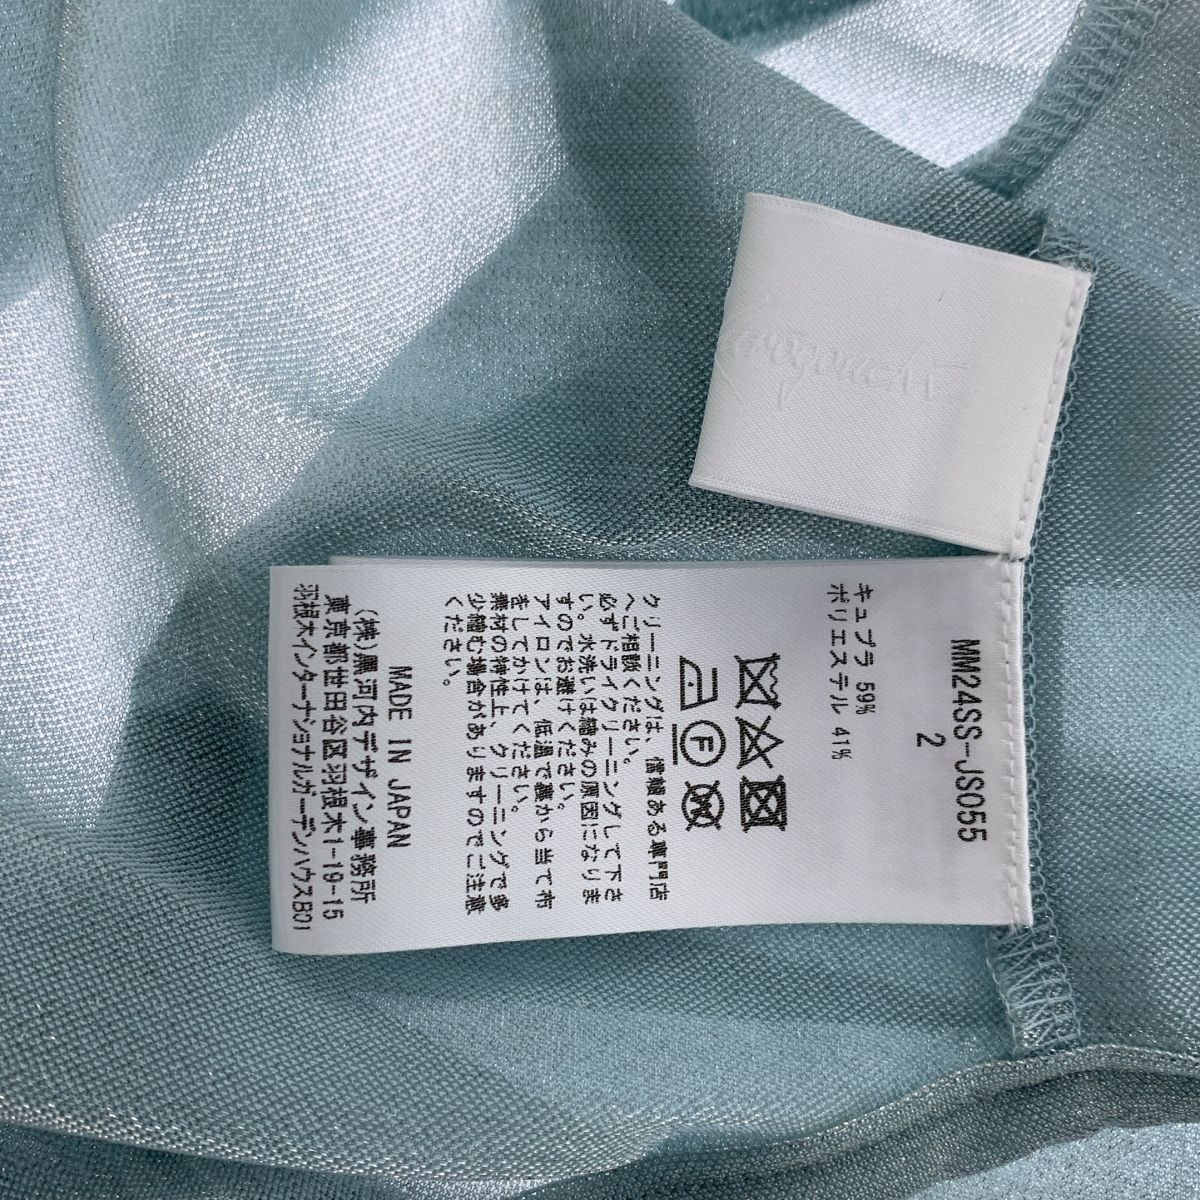 MM24SS-JS055
2
キュプラ 59%
ポリエステル 41%
F
クリーニングは、信頼ある専門店
へご相談ください。
必ずドライクリーニングして下さ
い。水洗いは縮みの原因になりま
すのでお避けください。
アイロンは、低温で裏から当て布
をしてかけてください。
素材の特性上、クリーニングで多
少縮む場合がありますのでご注意
ください。
MADE IN JAPAN
(株)黒河内デザイン事務所
東京都世田谷区羽根木1-19-15
羽根木インターナショナルガーデンハウスB01